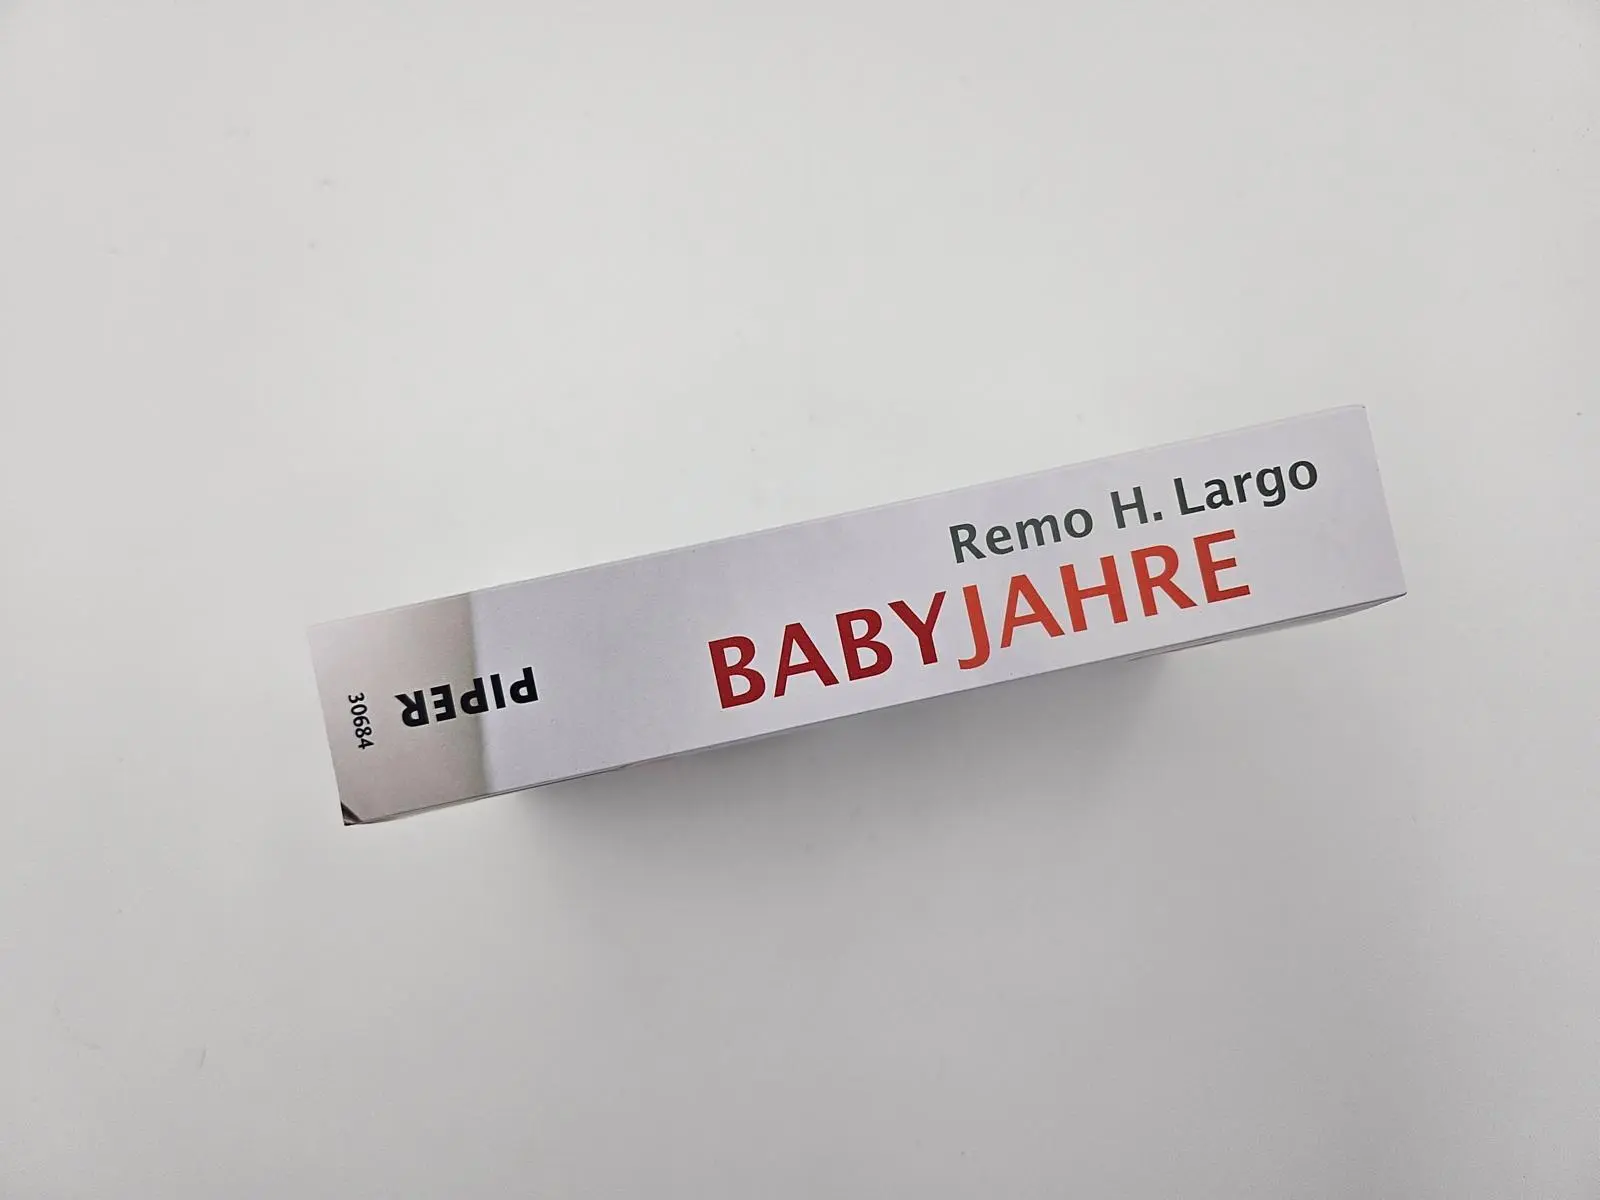 Remo H. Largo
BABYJAHRE
PIPER
30684